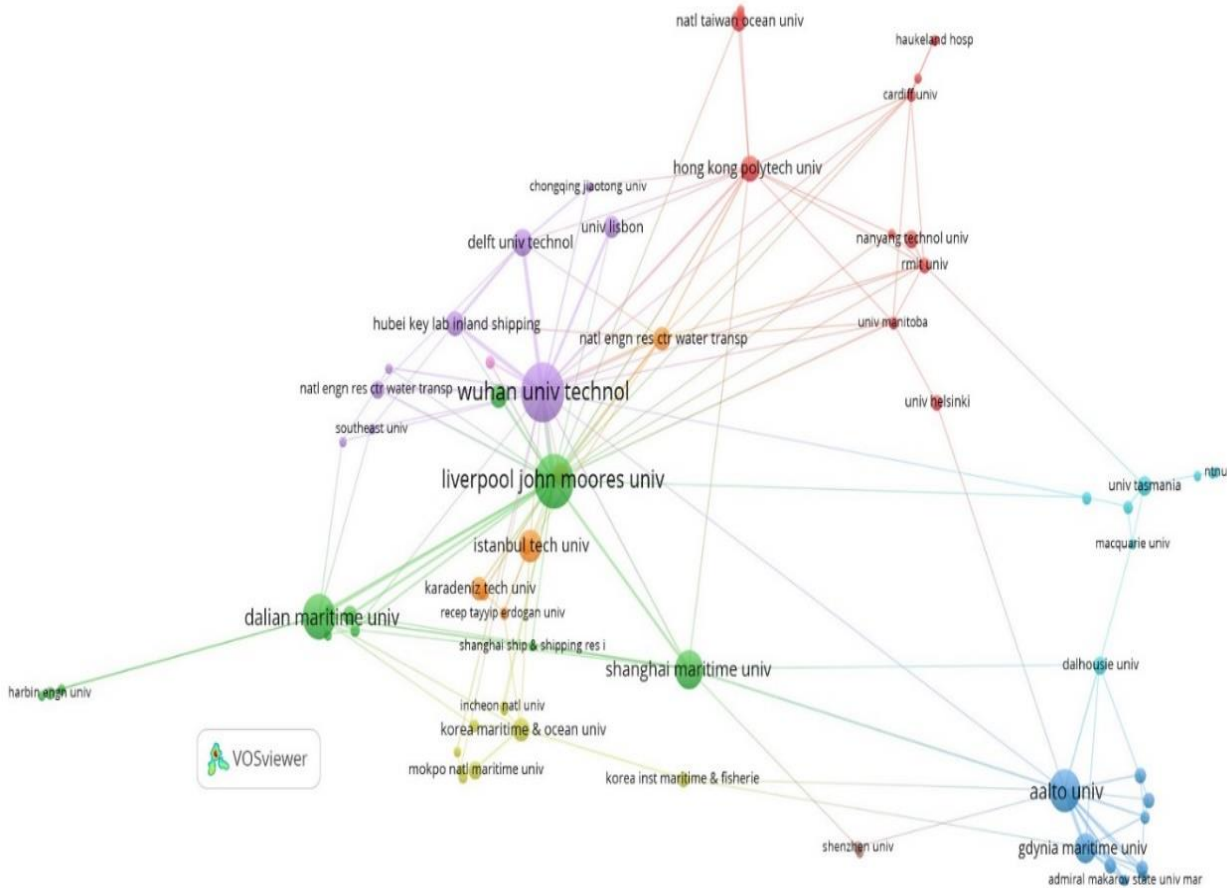 natl taiwan ocean univ
haukeland hosp
cardiff univ
hong kong polytech univ
chongqing jiaotong univ
univ lisbon
delft univ technol
nanyang technol univ
rmit univ
hubei key lab inland shipping
univ manitoba
natl engn res ctr water transp
natl engn res ctr water transp
wuhan univ technol
univ helsinki
southeast univ
liverpool john moores univ
univ tasmania
ntnu
macquarie univ
istanbul tech univ
karadeniz tech univ
recep tayyip erdogan univ
dalian maritime univ
shanghai ship & shipping res i
shanghai maritime univ
dalhousie univ
harbin engn univ
incheon natl univ
korea maritime & ocean univ
VOSviewer
mokpo natl maritime univ
korea inst maritime & fisherie
aalto univ
shenzhen univ
gdynia maritime univ
admiral makarov state univ mar